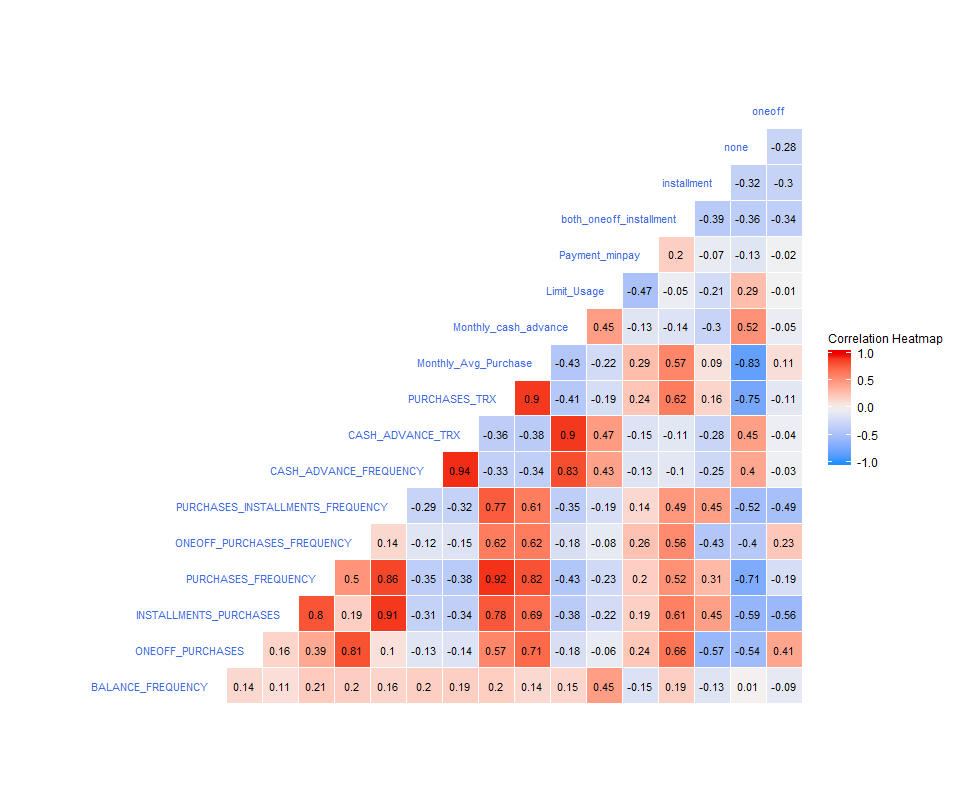 oneoff
none -0.28
installment -0.32 -0.3
both_oneoff_installment -0.39 -0.36 -0.34
Payment_minpay 0.2 -0.07 -0.13 -0.02
Limit_Usage -0.47 -0.05 -0.21 0.29 -0.01
Monthly_cash_advance 0.45 -0.13 -0.14 -0.3 0.52 -0.05
Correlation Heatmap
1.0
0.5
0.0
-0.5
-1.0
Monthly_Avg_Purchase -0.43 -0.22 0.29 0.57 0.09 -0.83 0.11
PURCHASES_TRX 0.9 -0.41 -0.19 0.24 0.62 0.16 -0.75 -0.11
CASH_ADVANCE_TRX -0.36 -0.38 0.9 0.47 -0.15 -0.11 -0.28 0.45 -0.04
CASH_ADVANCE_FREQUENCY 0.94 -0.33 -0.34 0.83 0.43 -0.13 -0.1 -0.25 0.4 -0.03
PURCHASES_INSTALLMENTS_FREQUENCY -0.29 -0.32 0.77 0.61 -0.35 -0.19 0.14 0.49 0.45 -0.52 -0.49
ONEOFF_PURCHASES_FREQUENCY 0.14 -0.12 -0.15 0.62 0.62 -0.18 -0.08 0.26 0.56 -0.43 -0.4 0.23
PURCHASES_FREQUENCY 0.5 0.86 -0.35 -0.38 0.92 0.82 -0.43 -0.23 0.2 0.52 0.31 -0.71 -0.19
INSTALLMENTS_PURCHASES 0.8 0.19 0.91 -0.31 -0.34 0.78 0.69 -0.38 -0.22 0.19 0.61 0.45 -0.59 -0.56
ONEOFF_PURCHASES 0.16 0.39 0.81 0.1 -0.13 -0.14 0.57 0.71 -0.18 -0.06 0.24 0.66 -0.57 -0.54 0.41
BALANCE_FREQUENCY 0.14 0.11 0.21 0.2 0.16 0.2 0.19 0.2 0.14 0.15 0.45 -0.15 0.19 -0.13 0.01 -0.09